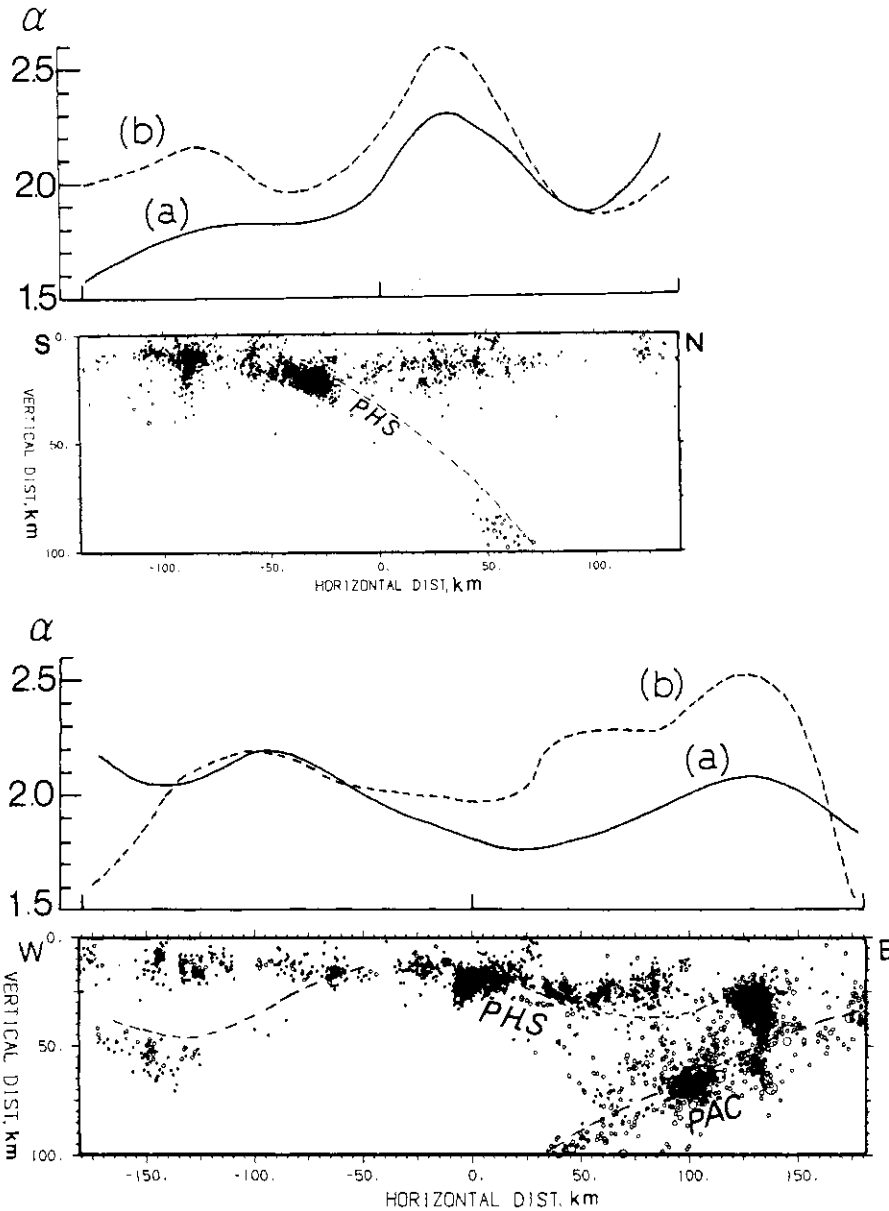 α
2.5
2.0
1.5
(b)
(a)
S
N
0.
50.
100.
VERTICAL DIST, km
PHS
-100. -50. 0. 50. 100.
HORIZONTAL DIST, km
α
2.5
2.0
1.5
(b)
(a)
W
E
0.
50.
100.
VERTICAL DIST, km
PHS
PAC
-150. -100. -50. 0. 50. 100. 150.
HORIZONTAL DIST, km